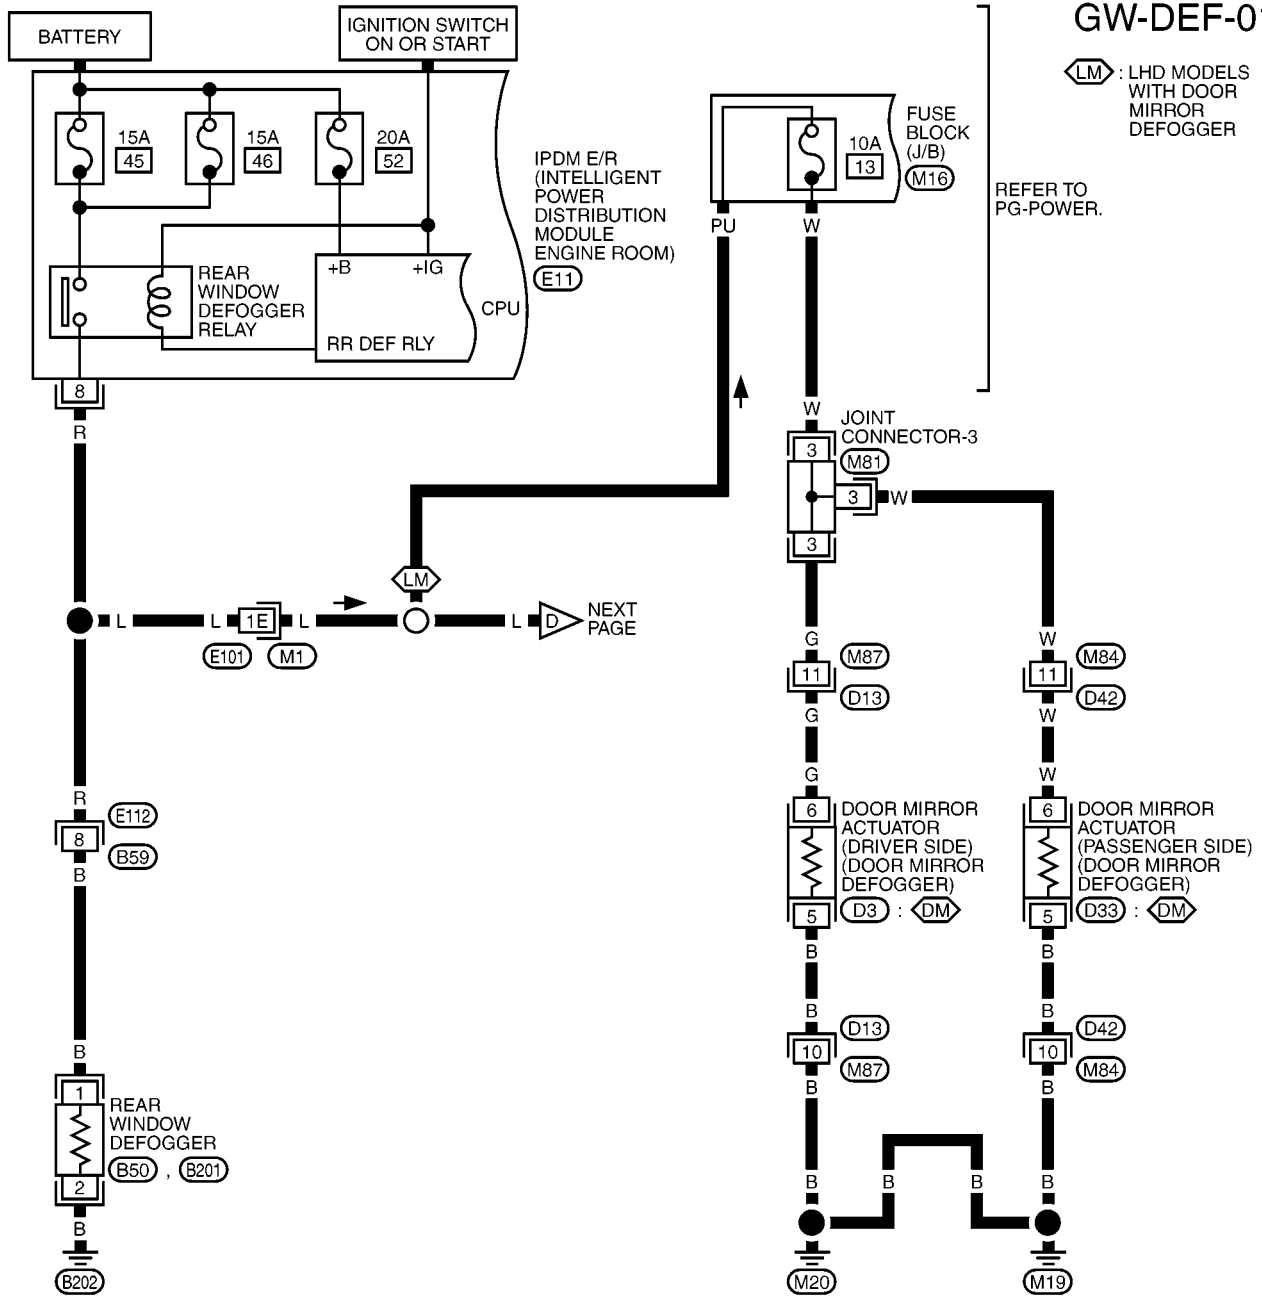 GW-DEF-01
BATTERY
IGNITION SWITCH
ON OR START
LM : LHD MODELS
WITH DOOR
MIRROR
DEFOGGER
15A
45
15A
46
20A
52
IPDM E/R
(INTELLIGENT
POWER
DISTRIBUTION
MODULE
ENGINE ROOM)
E11
10A
13
FUSE
BLOCK
(J/B)
M16
REFER TO
PG-POWER.
PU
W
+B
+IG
CPU
RR DEF RLY
REAR
WINDOW
DEFOGGER
RELAY
8
R
W
JOINT
CONNECTOR-3
M81
3
3
W
3
LM
L
L
1E
L
L
D
NEXT
PAGE
E101
M1
G
11
M87
D13
G
G
W
11
M84
D42
W
W
R
8
E112
B59
B
6
DOOR MIRROR
ACTUATOR
(DRIVER SIDE)
(DOOR MIRROR
DEFOGGER)
D3 : DM
5
B
6
DOOR MIRROR
ACTUATOR
(PASSENGER SIDE)
(DOOR MIRROR
DEFOGGER)
D33 : DM
5
B
B
10
D13
M87
B
B
10
D42
M84
B
B
1
REAR
WINDOW
DEFOGGER
B50 , B201
2
B
B202
B
B
B
B
M20
M19